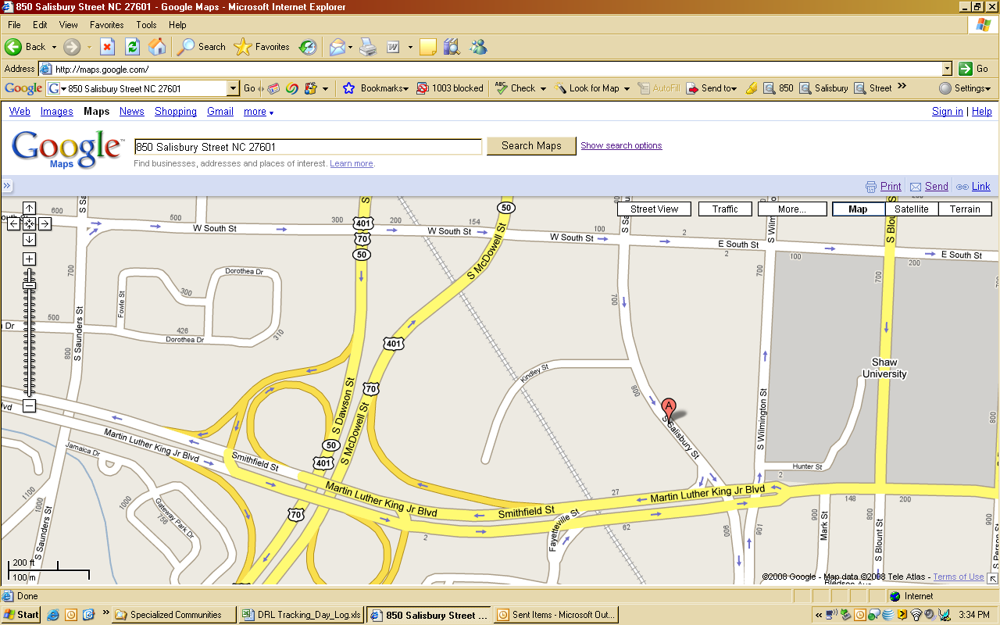 850 Salisbury Street NC 27601 - Google Maps - Microsoft Internet Explorer
File Edit View Favorites Tools Help
Back Search Favorites
Address http://maps.google.com/ Go
Google G 850 Salisbury Street NC 27601 Go Bookmarks 1003 blocked ABC Check Look for Map AutoFill Send to 850 Salisbury Street » Settings
Web Images Maps News Shopping Gmail more Sign in | Help
Google Maps
850 Salisbury Street NC 27601 Search Maps Show search options
Find businesses, addresses and places of interest. Learn more.
» Print Send Link
Street View Traffic More... Map Satellite Terrain
600
500
W South St
300
401
70
50
200
W South St
154
50
W South St
100
2
E South St
2
100
E South St
200
S Wilm
S Blou
700
700
700
700
S McDowell St
Dorothea Dr
300
Fowle St
500
Dr
426
Dorothea Dr
310
S Saunders St
800
401
70
S Dawson St
S McDowell St
50
401
Kindley St
800
A
S Salisbury St
S Wilmington St
Shaw University
800
Hunter St
2
lvd
Martin Luther King Jr Blvd
Smithfield St
Jamaica Dr
Martin Luther King Jr Blvd
Smithfield St
27
Martin Luther King Jr Blvd
148
200
62
2
70
Fayetteville St
Gateway Park Dr
756
1100
1000
S Saunders St
900
901
900
Mark St
S Blount St
900
S Person S
200 ft
100 m
©2008 Google - Map data ©2008 Tele Atlas - Terms of Use
Done Internet
Start » Specialized Communities DRL Tracking_Day_Log.xls 850 Salisbury Street ... Sent Items - Microsoft Out... « 3:34 PM